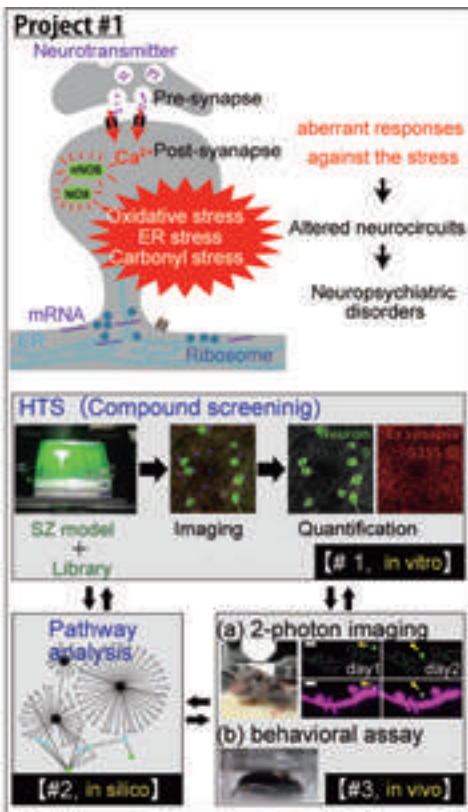 Project #1
Neurotransmitter
Pre-synapse
Ca2+
Post-syanapse
nNOS
NOX
Oxidative stress
ER stress
Carbonyl stress
aberrant responses
against the stress
Altered neurocircuits
Neuropsychiatric
disorders
mRNA
ER
Ribosome
HTS (Compound screeninig)
Neuron
Ex synapse
SZ model
+
Library
Imaging
Quantification
【# 1, in vitro】
Pathway
analysis
【#2, in silico】
(a) 2-photon imaging
day1
day2
(b) behavioral assay
【#3, in vivo】